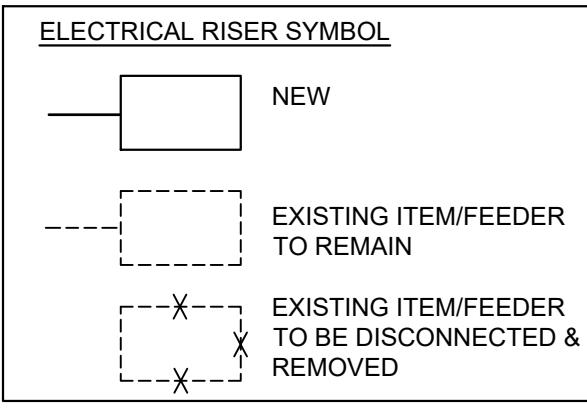 ELECTRICAL RISER SYMBOL
NEW
EXISTING ITEM/FEEDER
TO REMAIN
EXISTING ITEM/FEEDER
TO BE DISCONNECTED &
REMOVED